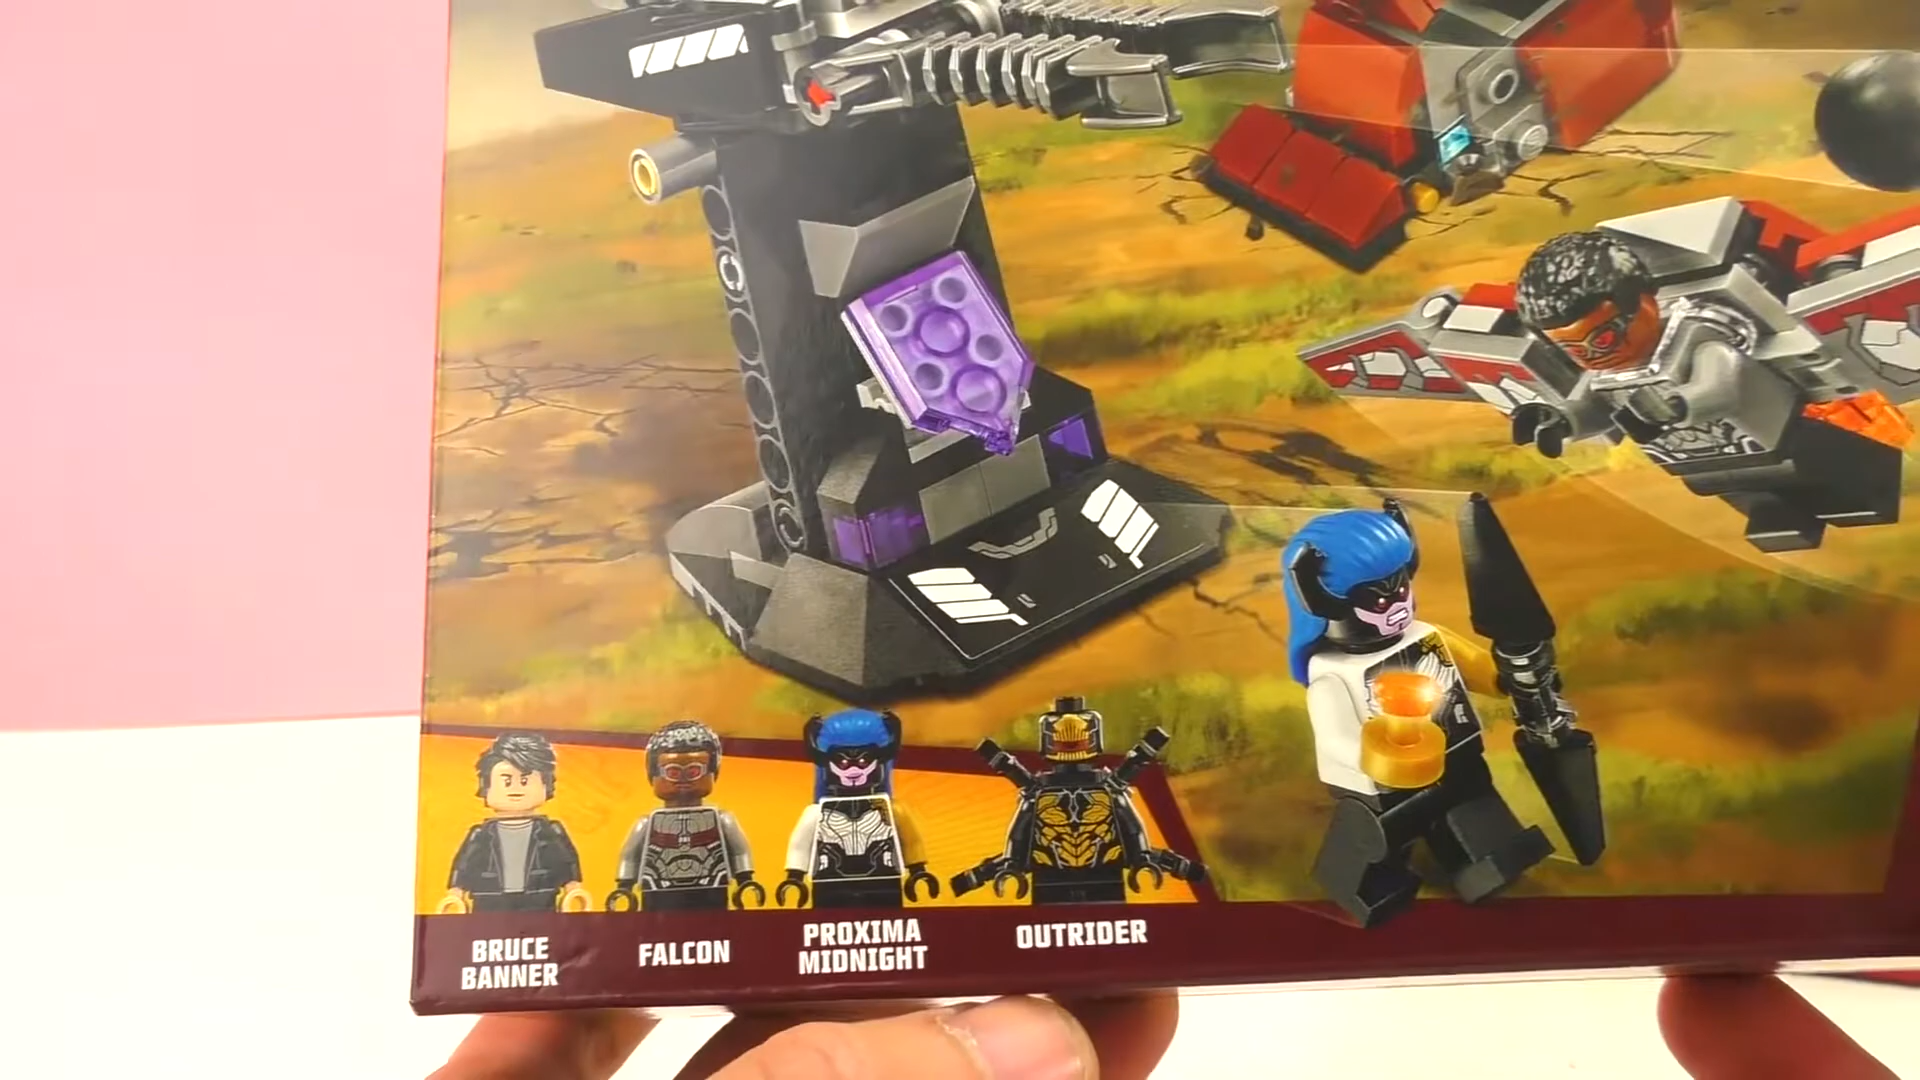 BRUCE
BANNER
FALCON
PROXIMA
MIDNIGHT
OUTRIDER